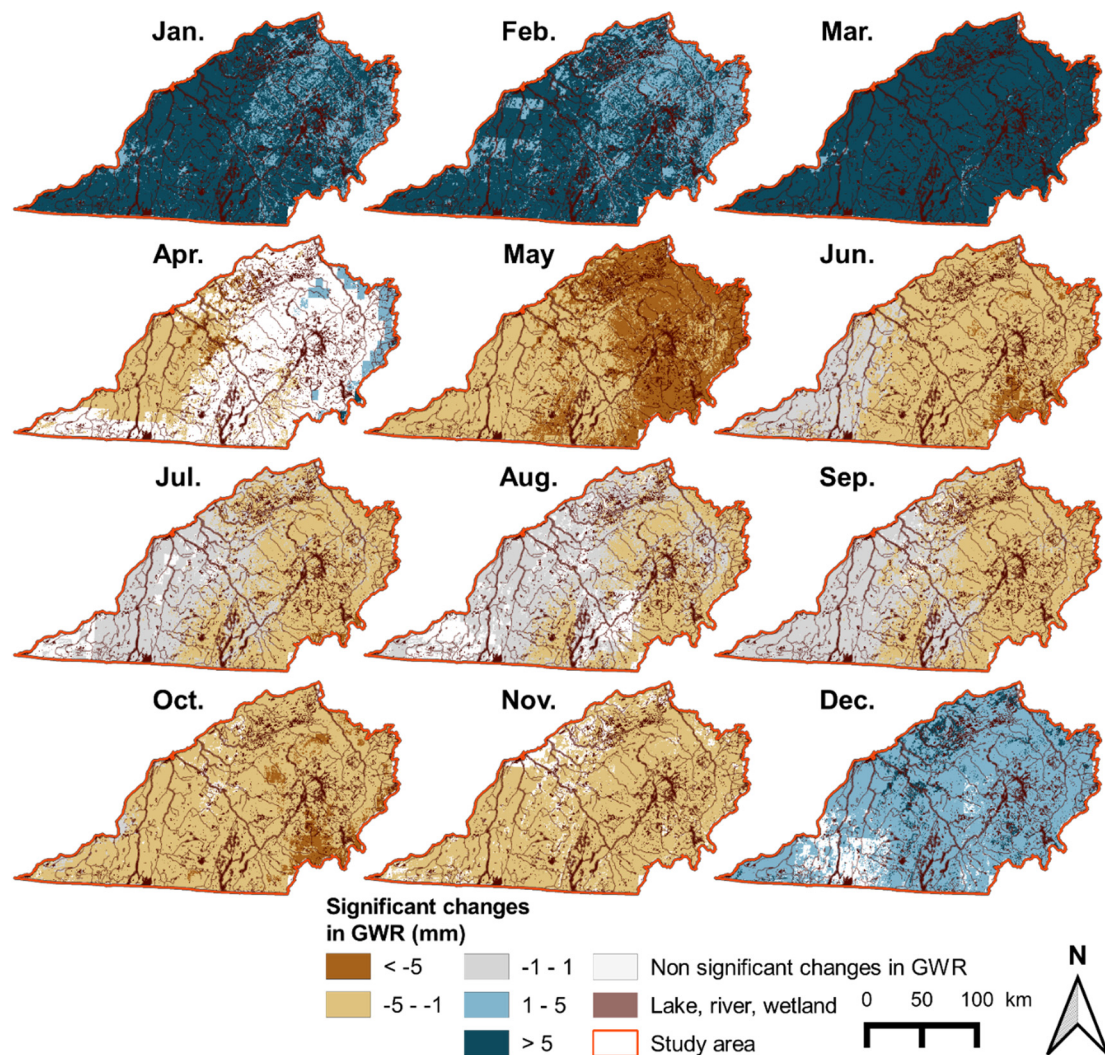 Jan.
Feb.
Mar.
Apr.
May
Jun.
Jul.
Aug.
Sep.
Oct.
Nov.
Dec.
Significant changes
in GWR (mm)
< -5
-5 - -1
-1 - 1
1 - 5
> 5
Non significant changes in GWR
Lake, river, wetland
Study area
0 50 100 km
N